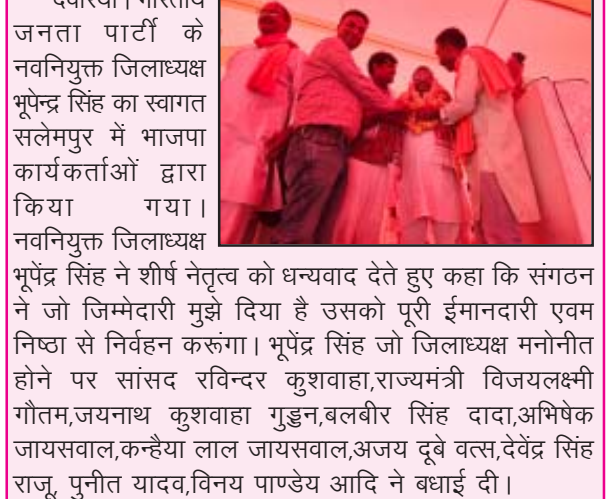 देवरिया। भारतीय
जनता पार्टी के
नवनियुक्त जिलाध्यक्ष
भूपेन्द्र सिंह का स्वागत
सलेमपुर में भाजपा
कार्यकर्ताओं द्वारा
किया गया।
नवनियुक्त जिलाध्यक्ष
भूपेंद्र सिंह ने शीर्ष नेतृत्व को धन्यवाद देते हुए कहा कि संगठन
ने जो जिम्मेदारी मुझे दिया है उसको पूरी ईमानदारी एवम
निष्ठा से निर्वहन करूंगा। भूपेंद्र सिंह जो जिलाध्यक्ष मनोनीत
होने पर सांसद रविन्दर कुशवाहा,राज्यमंत्री विजयलक्ष्मी
गौतम,जयनाथ कुशवाहा गुड्डन,बलबीर सिंह दादा,अभिषेक
जायसवाल,कन्हैया लाल जायसवाल,अजय दूबे वत्स,देवेंद्र सिंह
राजू, पुनीत यादव,विनय पाण्डेय आदि ने बधाई दी।